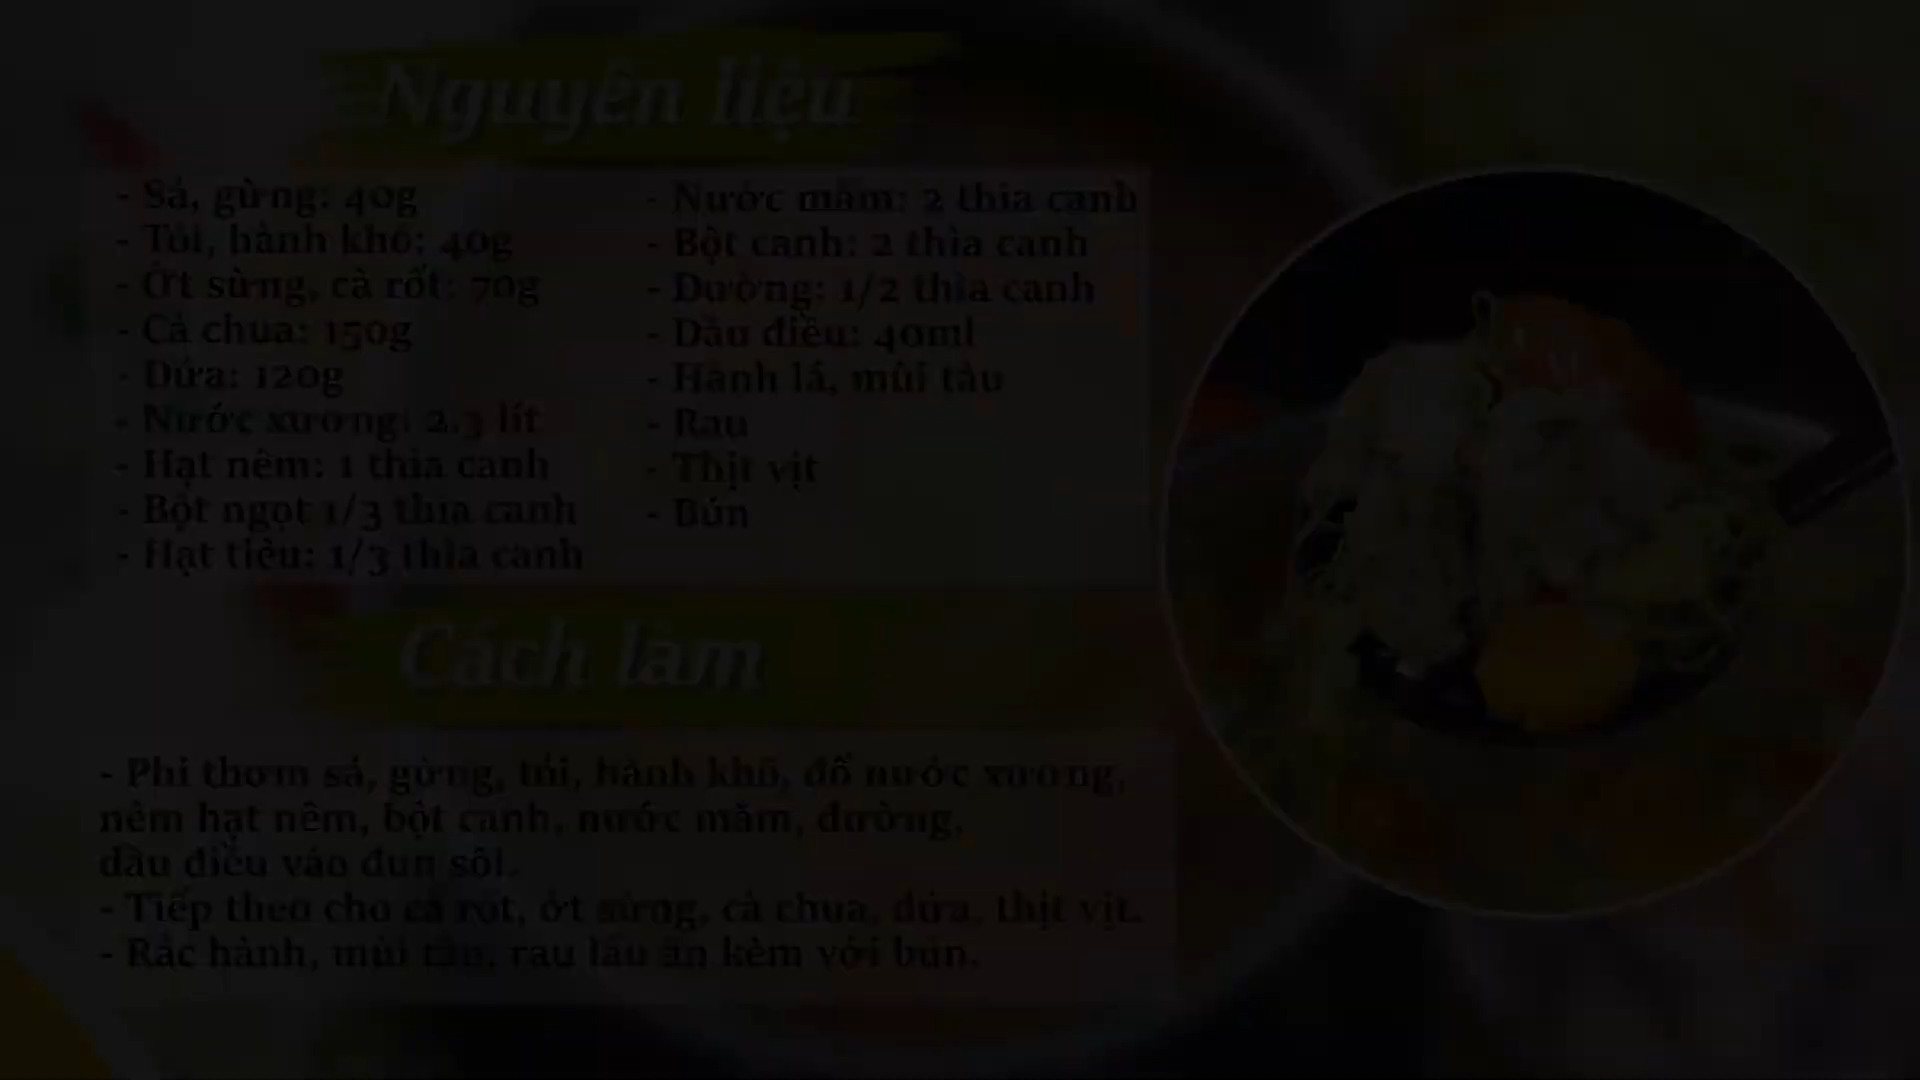 Nguyên liệu
- Sả, gừng: 40g
- Tỏi, hành khô: 40g
- Ớt sừng, cà rốt: 70g
- Cà chua: 150g
- Dứa: 120g
- Nước xương: 2.3 lít
- Hạt nêm: 1 thìa canh
- Bột ngọt 1/3 thìa canh
- Hạt tiêu: 1/3 thìa canh
- Nước mắm: 2 thìa canh
- Bột canh: 2 thìa canh
- Đường: 1/2 thìa canh
- Dầu điều: 40ml
- Hành lá, mùi tàu
- Rau
- Thịt vịt
- Bún
Cách làm
- Phi thơm sả, gừng, tỏi, hành khô, đổ nước xương,
nêm hạt nêm, bột canh, nước mắm, đường,
dầu điều vào đun sôi.
- Tiếp theo cho cà rốt, ớt sừng, cà chua, dứa, thịt vịt.
- Rắc hành, mùi tàu, rau lẩu ăn kèm với bún.